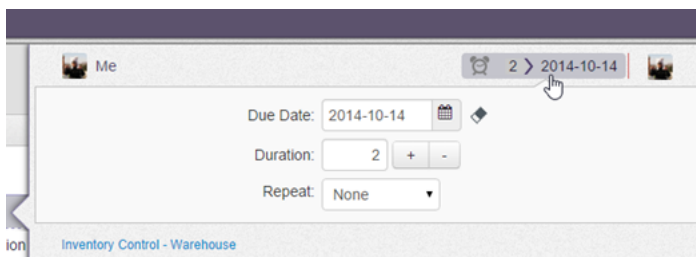 Me 2 2014-10-14
Due Date: 2014-10-14
Duration: 2 + -
Repeat: None
ion Inventory Control - Warehouse